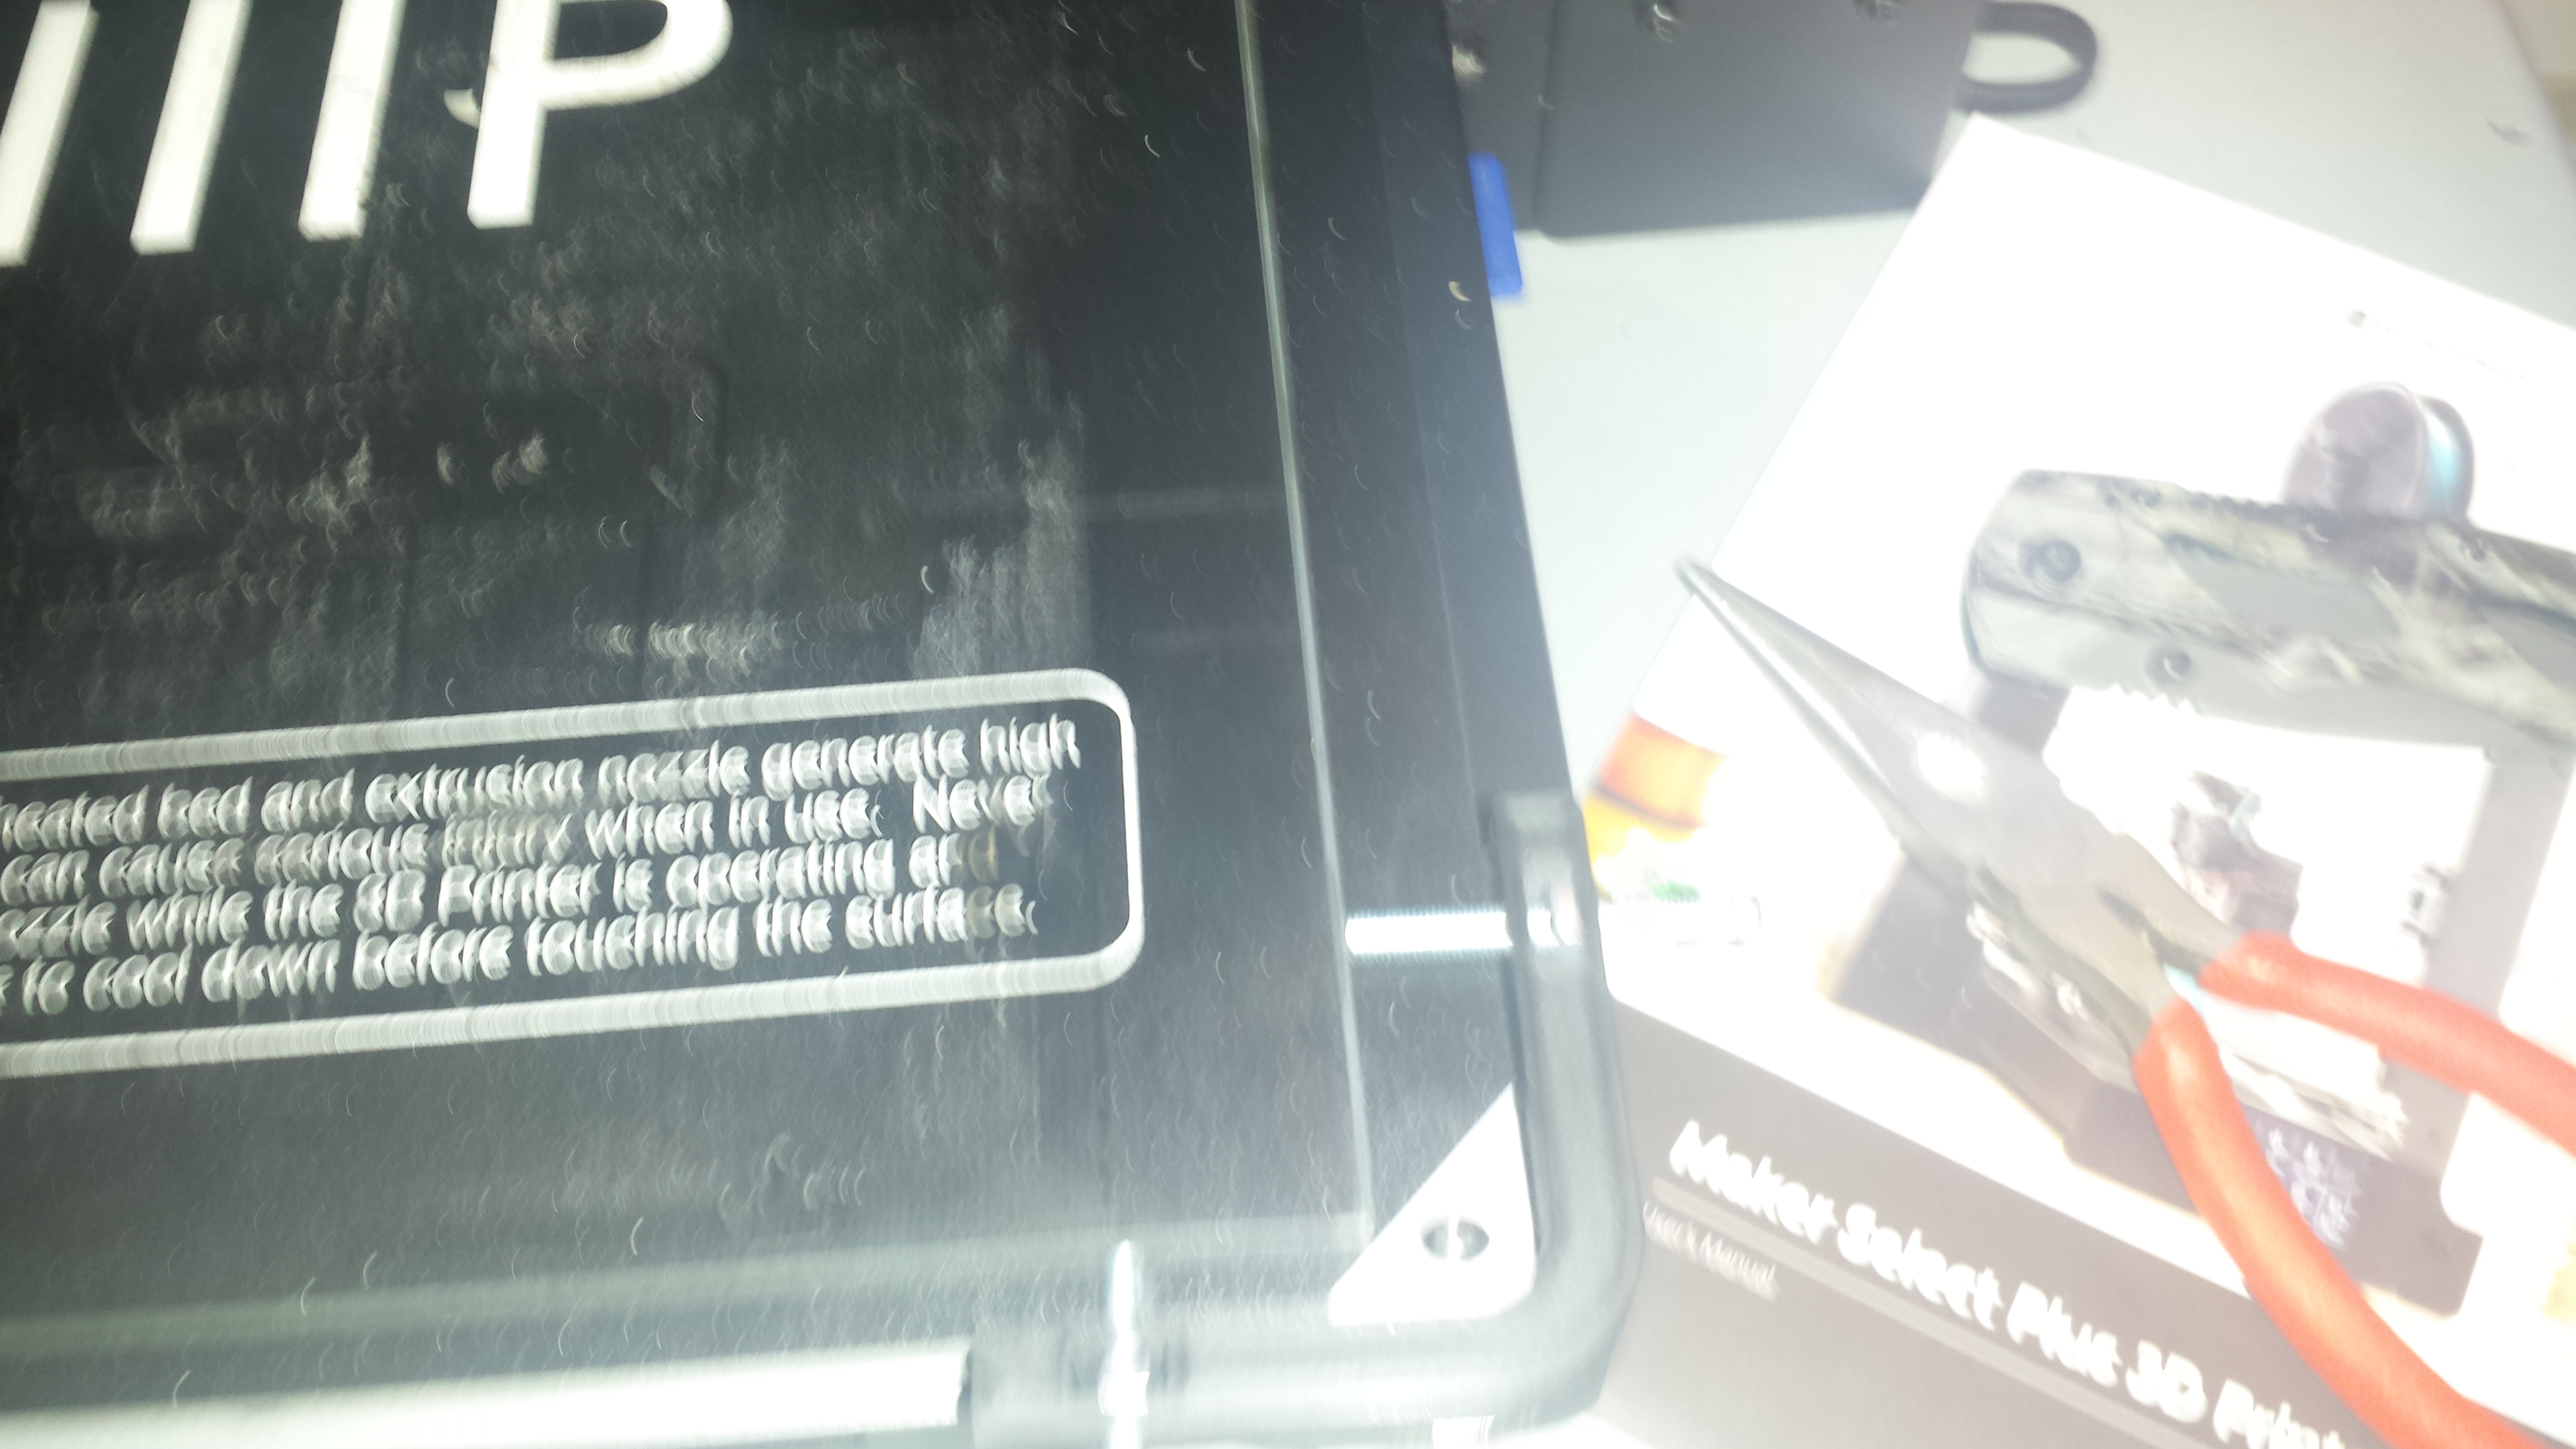 P
heated bed and extrusion nozzle generate high
can cause serious injury when in use. Never
nozzle while the 3D Printer is operating and
to cool down before touching the surface.
Maker Select Plus 3D Printer
User's Manual